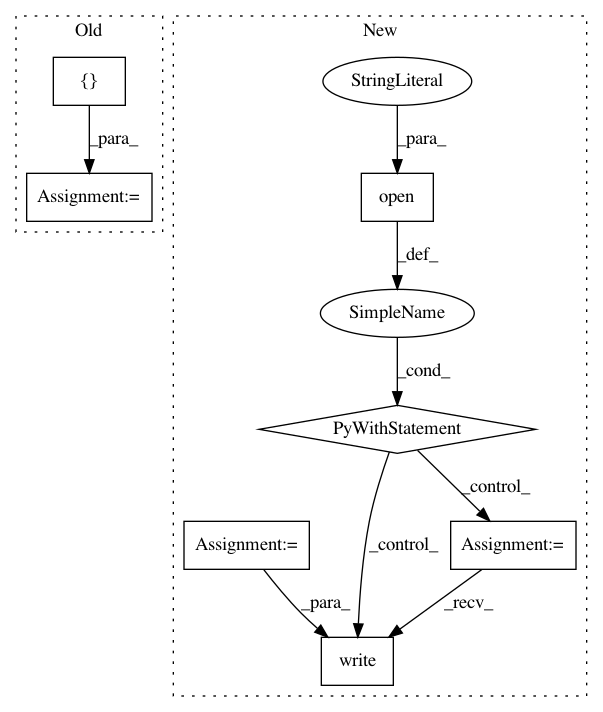 Old
New
{}
StringLiteral
_para_
_para_
Assignment:=
open
_def_
SimpleName
_cond_
PyWithStatement
_control_
Assignment:=
_control_
Assignment:=
_para_
_recv_
write